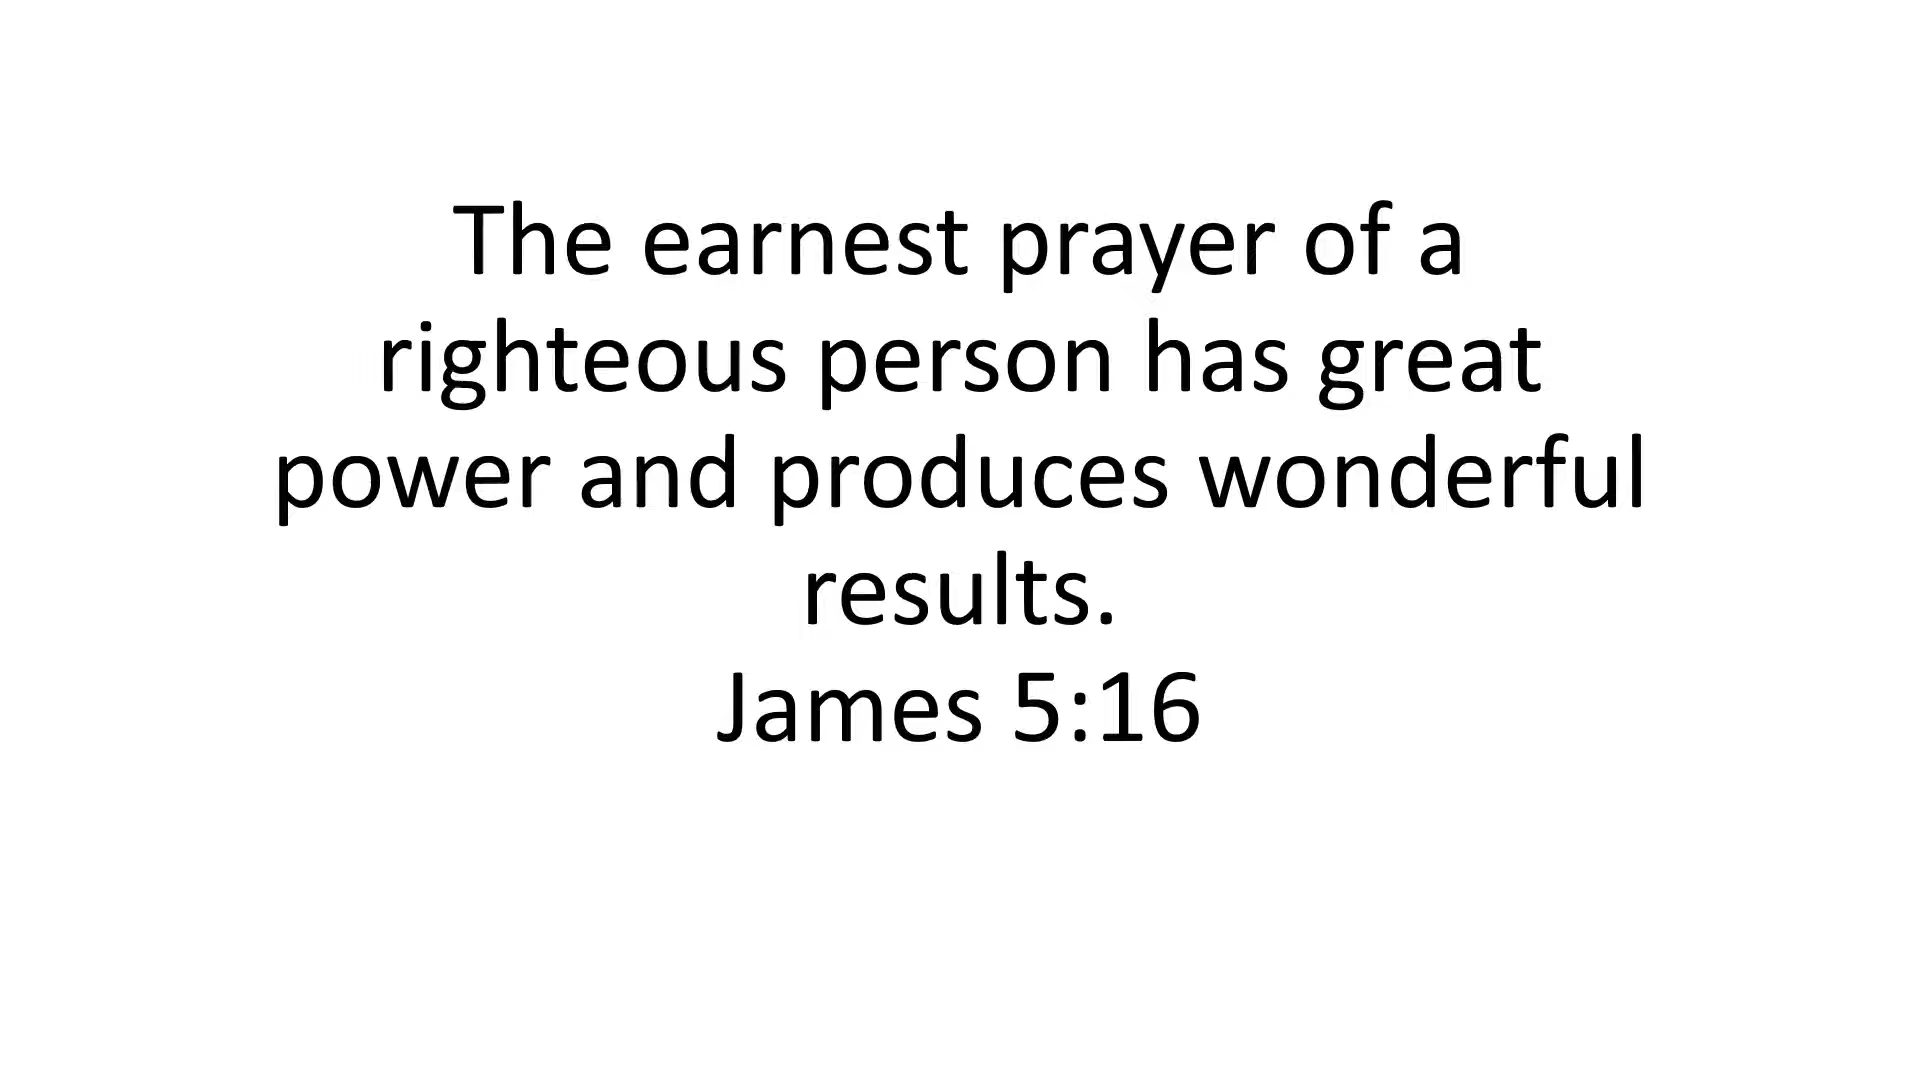 The earnest prayer of a
righteous person has great
power and produces wonderful
results.
James 5:16